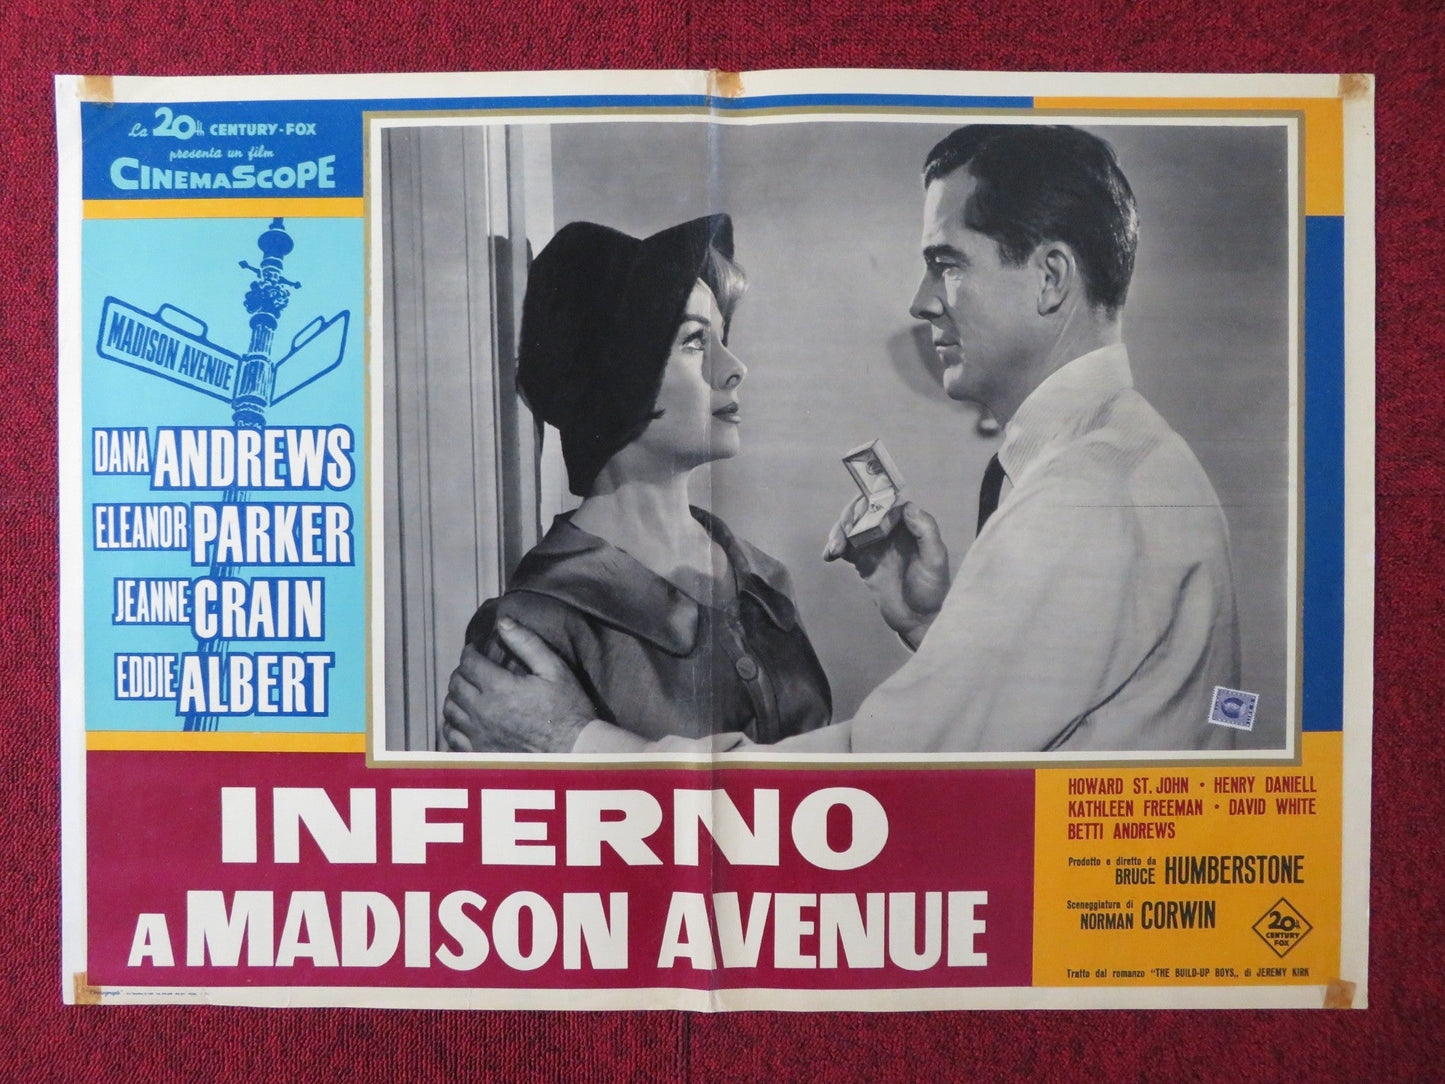 La 20th CENTURY-FOX
presenta un film
CINEMASCOPE
MADISON AVENUE
DANA ANDREWS
ELEANOR PARKER
JEANNE CRAIN
EDDIE ALBERT
INFERNO
A MADISON AVENUE
HOWARD ST. JOHN • HENRY DANIELL
KATHLEEN FREEMAN • DAVID WHITE
BETTI ANDREWS
Prodotto e diretto da
BRUCE HUMBERSTONE
Sceneggiatura di
NORMAN CORWIN
20th
CENTURY
FOX
Tratto dal romanzo "THE BUILD-UP BOYS,, di JEREMY KIRK